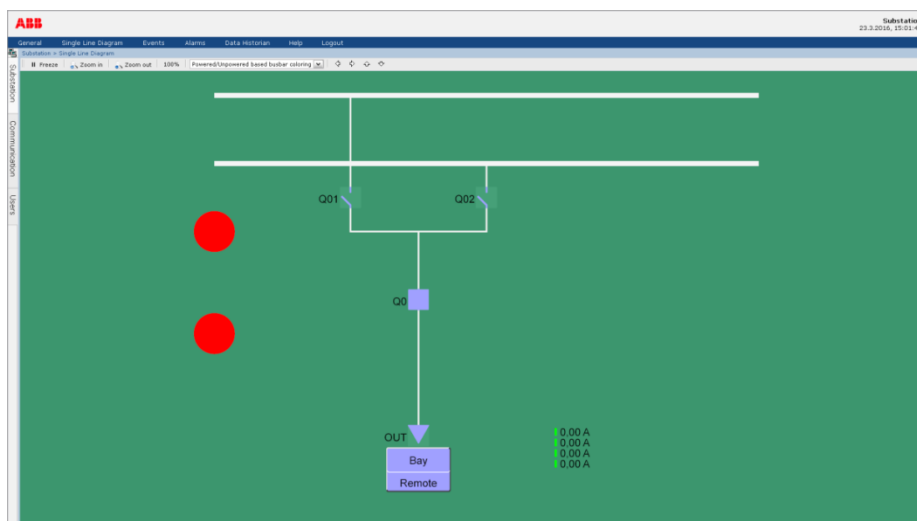 ABB
Substatio
23.3.2016, 15:01:4
General Single Line Diagram Events Alarms Data Historian Help Logout
Substation > Single Line Diagram
Freeze Zoom in Zoom out 100% Powered/Unpowered based busbar coloring
Substation
Communication
Users
Q01
Q02
Q0
OUT
Bay
Remote
0.00 A
0.00 A
0.00 A
0.00 A